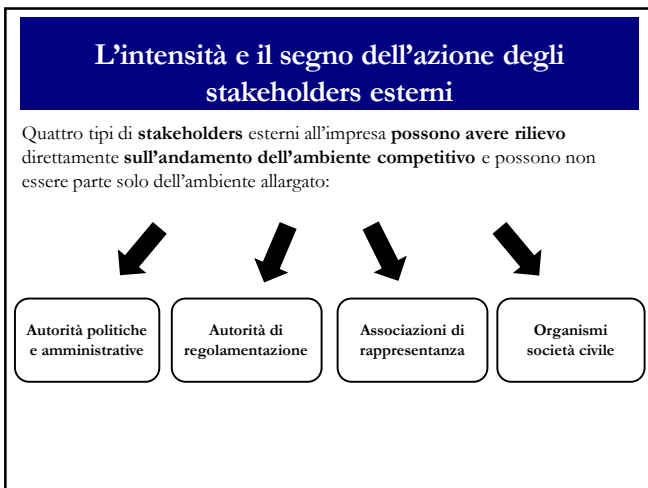 L'intensità e il segno dell'azione degli
stakeholders esterni
Quattro tipi di stakeholders esterni all'impresa possono avere rilievo
direttamente sull'andamento dell'ambiente competitivo e possono non
essere parte solo dell'ambiente allargato:
Autorità politiche
e amministrative
Autorità di
regolamentazione
Associazioni di
rappresentanza
Organismi
società civile